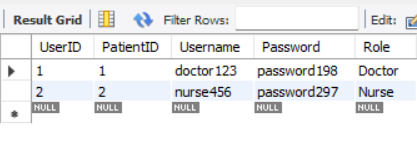 Result Grid Filter Rows: Edit:
UserID PatientID Username Password Role
1 1 doctor123 password198 Doctor
2 2 nurse456 password297 Nurse
NULL NULL NULL NULL NULL